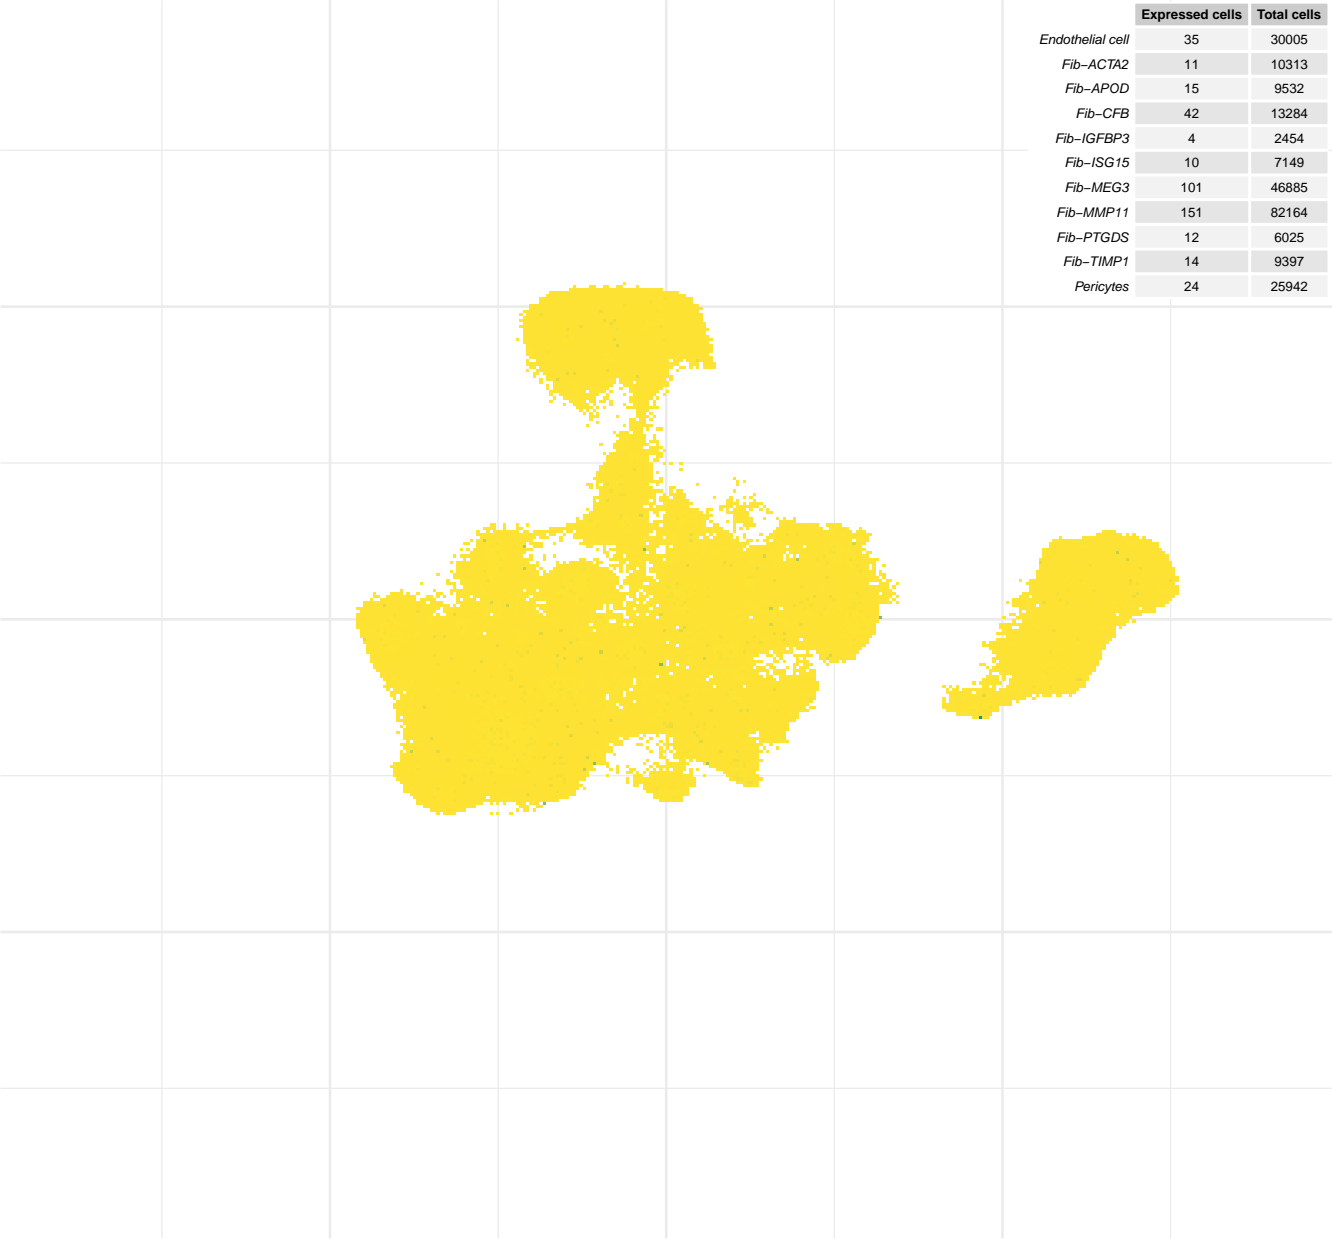 Expressed cells Total cells
Endothelial cell 35 30005
Fib−ACTA2 11 10313
Fib−APOD 15 9532
Fib−CFB 42 13284
Fib−IGFBP3 4 2454
Fib−ISG15 10 7149
Fib−MEG3 101 46885
Fib−MMP11 151 82164
Fib−PTGDS 12 6025
Fib−TIMP1 14 9397
Pericytes 24 25942